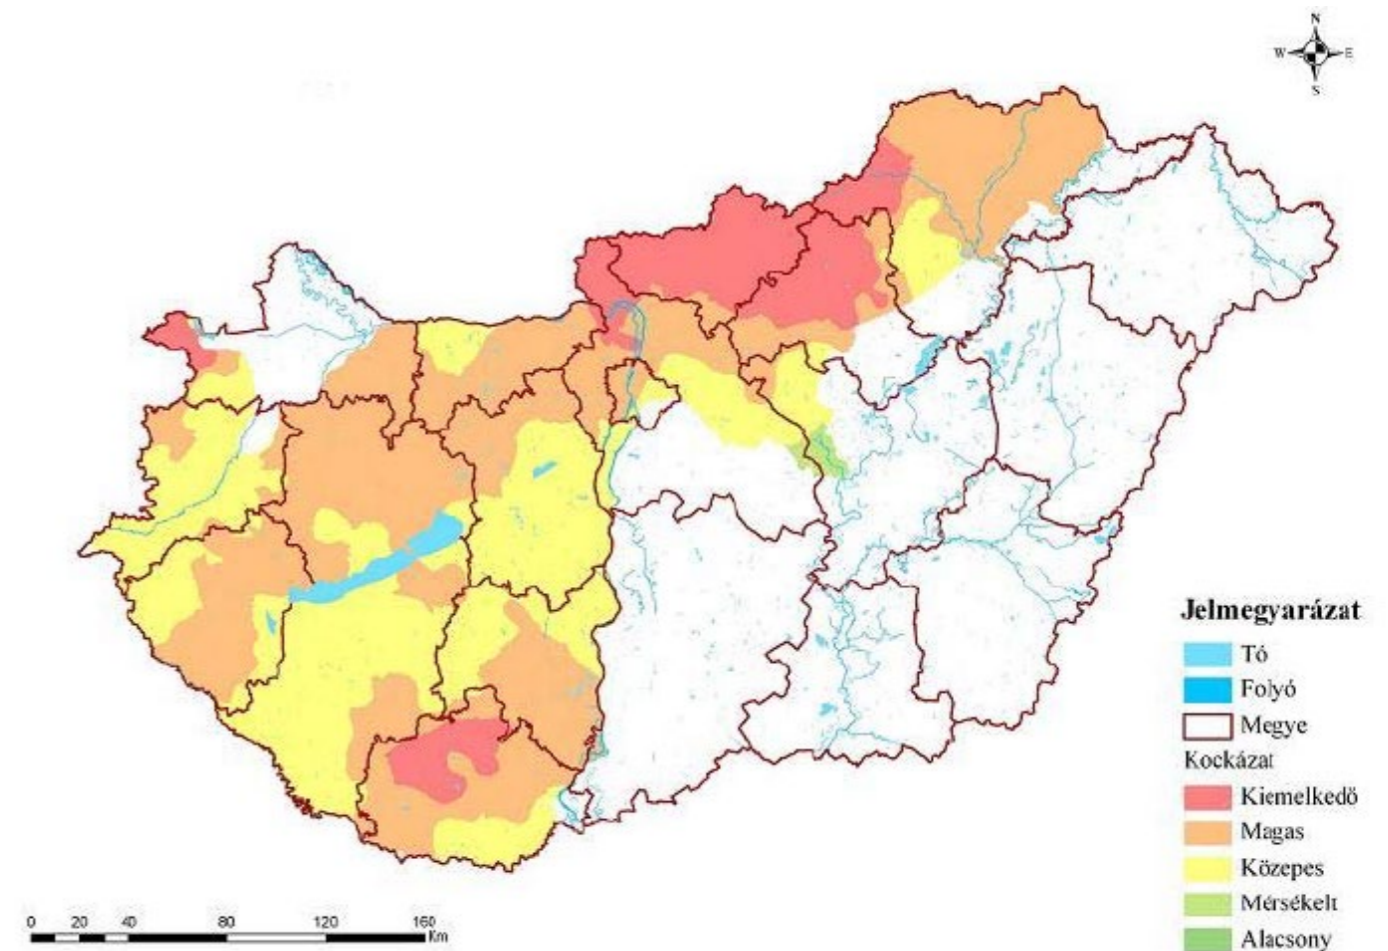 N
W E
S
Jelmegyarázat
Tó
Folyó
Megye
Kockázat
Kiemelkedő
Magas
Közepes
Mérsékelt
Alacsony
0 20 40 80 120 160
Km